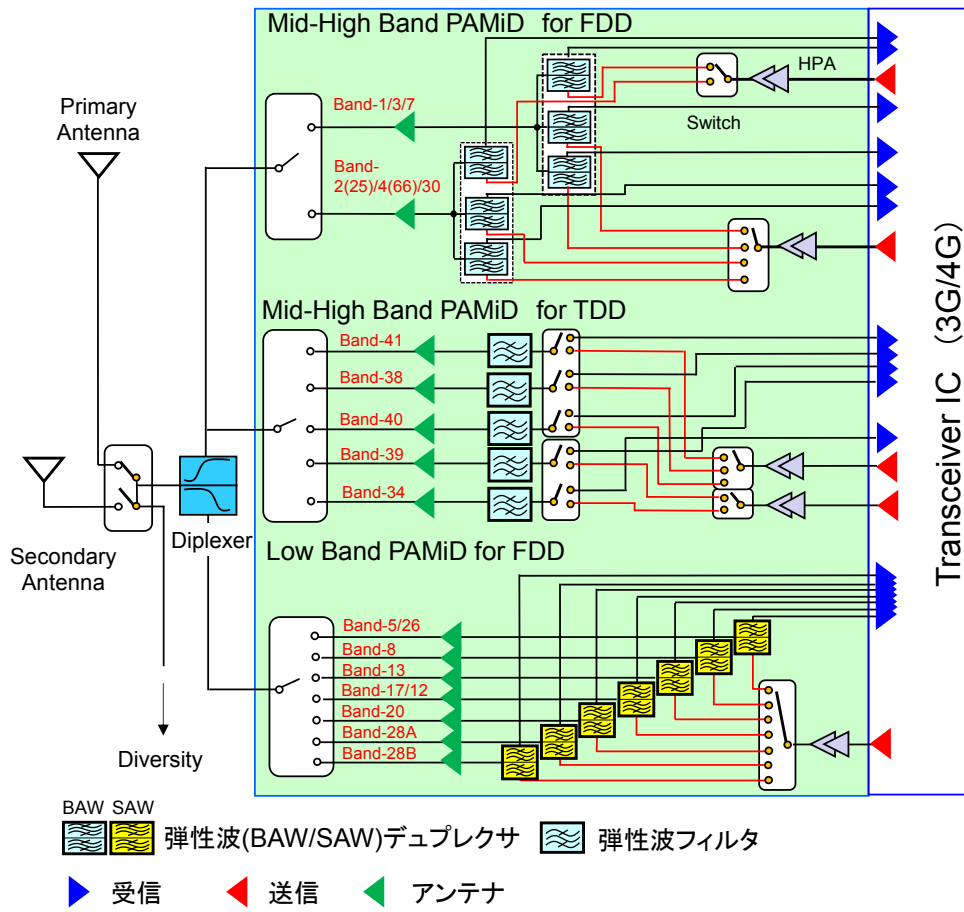 Mid-High Band PAMiD for FDD
HPA
Primary
Antenna
Band-1/3/7
Switch
Band-
2(25)/4(66)/30
Mid-High Band PAMiD for TDD
Band-41
Band-38
Band-40
Band-39
Band-34
Secondary
Antenna
Diplexer
Low Band PAMiD for FDD
Band-5/26
Band-8
Band-13
Band-17/12
Band-20
Band-28A
Band-28B
Diversity
Transceiver IC (3G/4G)
BAW SAW
弾性波(BAW/SAW)デュプレクサ 弾性波フィルタ
受信 送信 アンテナ